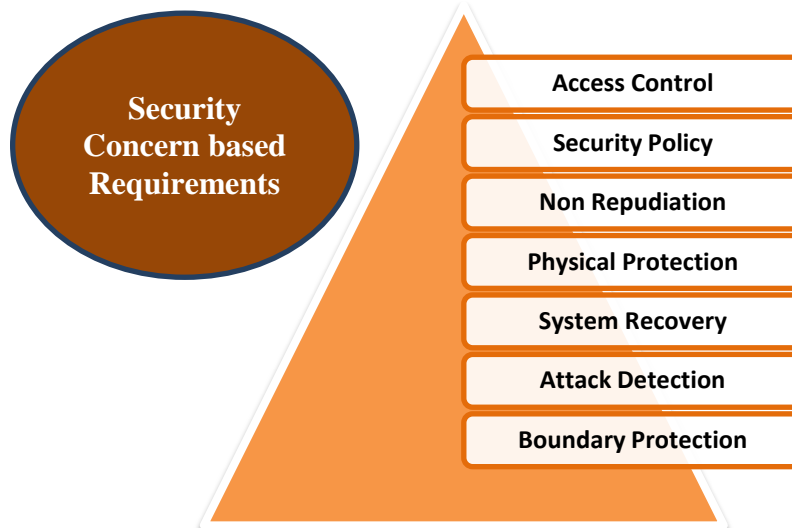 Security
Concern based
Requirements
Access Control
Security Policy
Non Repudiation
Physical Protection
System Recovery
Attack Detection
Boundary Protection